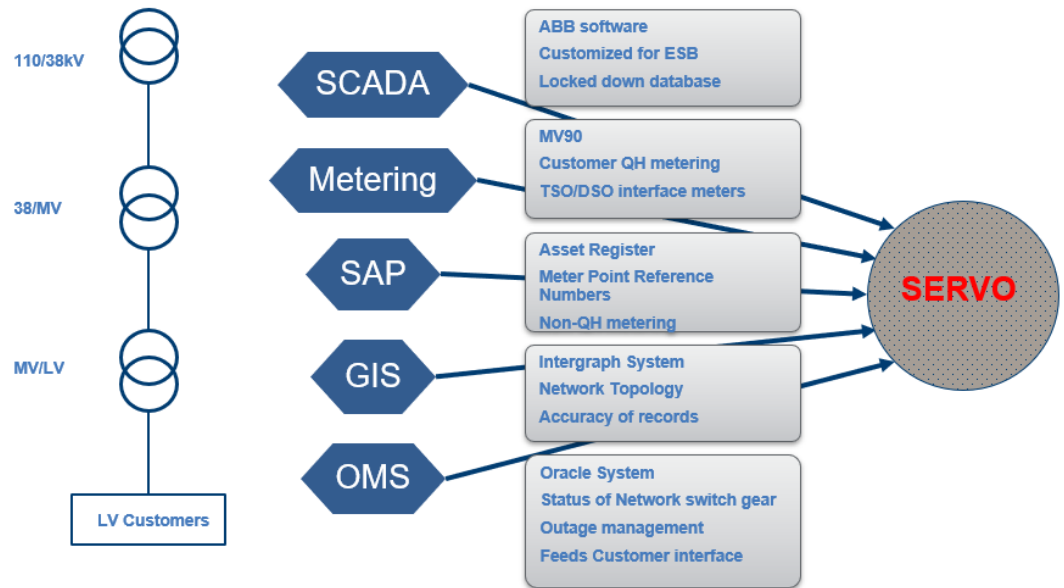 110/38kV
38/MV
MV/LV
LV Customers
SCADA
ABB software
Customized for ESB
Locked down database
Metering
MV90
Customer QH metering
TSO/DSO interface meters
SAP
Asset Register
Meter Point Reference
Numbers
Non-QH metering
GIS
Intergraph System
Network Topology
Accuracy of records
OMS
Oracle System
Status of Network switch gear
Outage management
Feeds Customer interface
SERVO